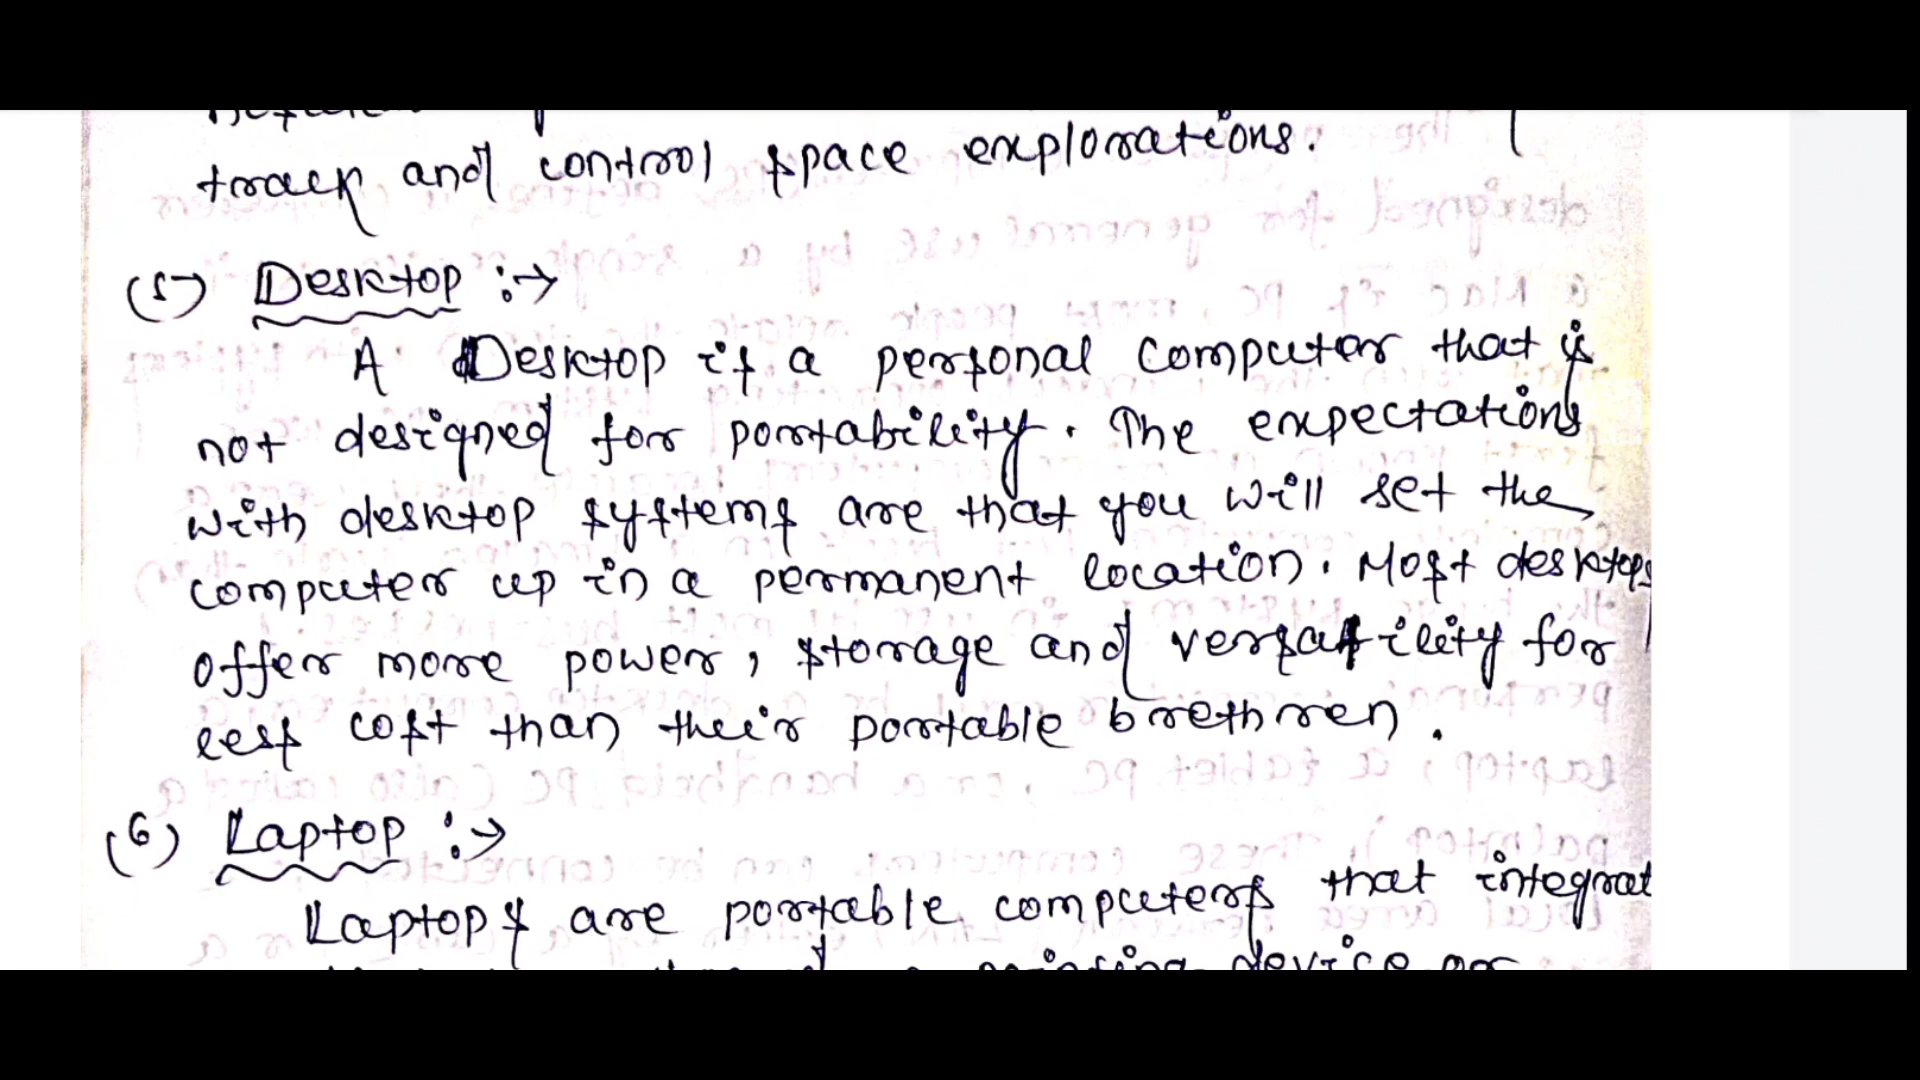 track and control space explorations.
(5) Desktop :→
A Desktop is a personal computer that is
not designed for portability. The expectations
with desktop systems are that you will set the
computer up in a permanent location. Most desktops
offer more power, storage and versatility for
less cost than their portable brethren.
(6) Laptop :→
Laptops are portable computers that integrat
device or